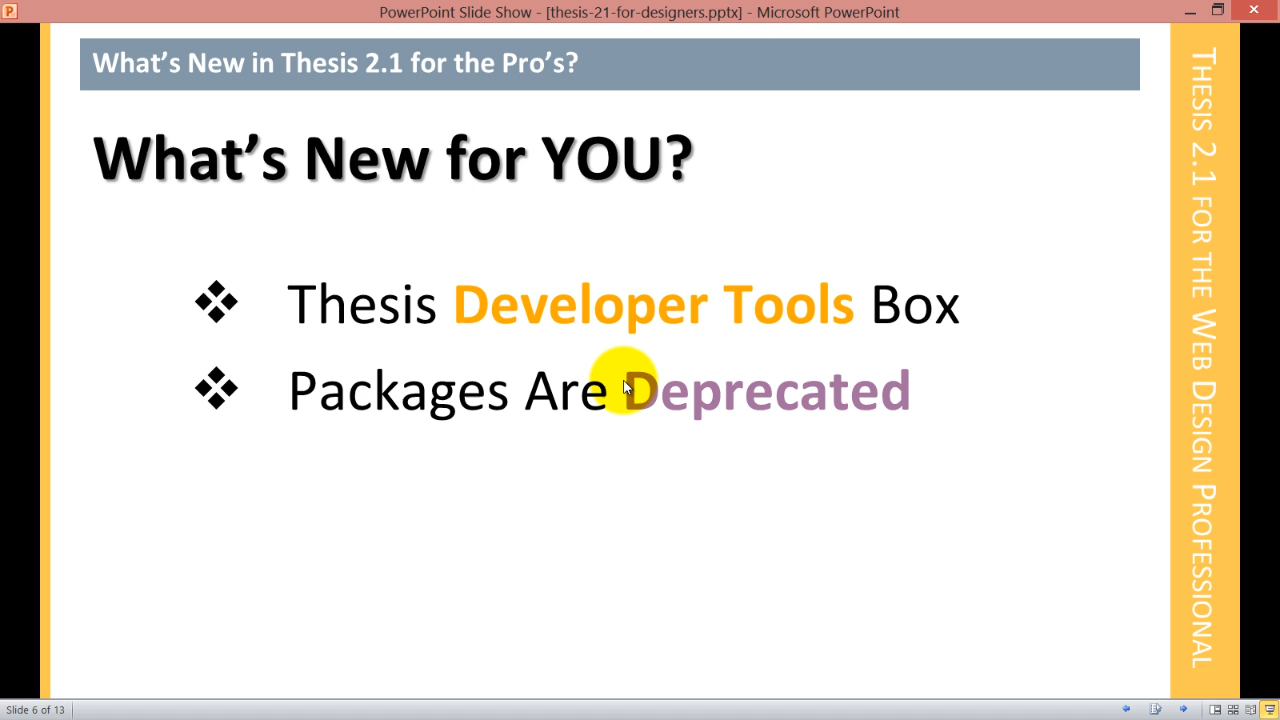 PowerPoint Slide Show - [thesis-21-for-designers.pptx] - Microsoft PowerPoint
What's New in Thesis 2.1 for the Pro's?
What's New for YOU?
❖ Thesis Developer Tools Box
❖ Packages Are Deprecated
Thesis 2.1 for the Web Design Professional
Slide 6 of 13